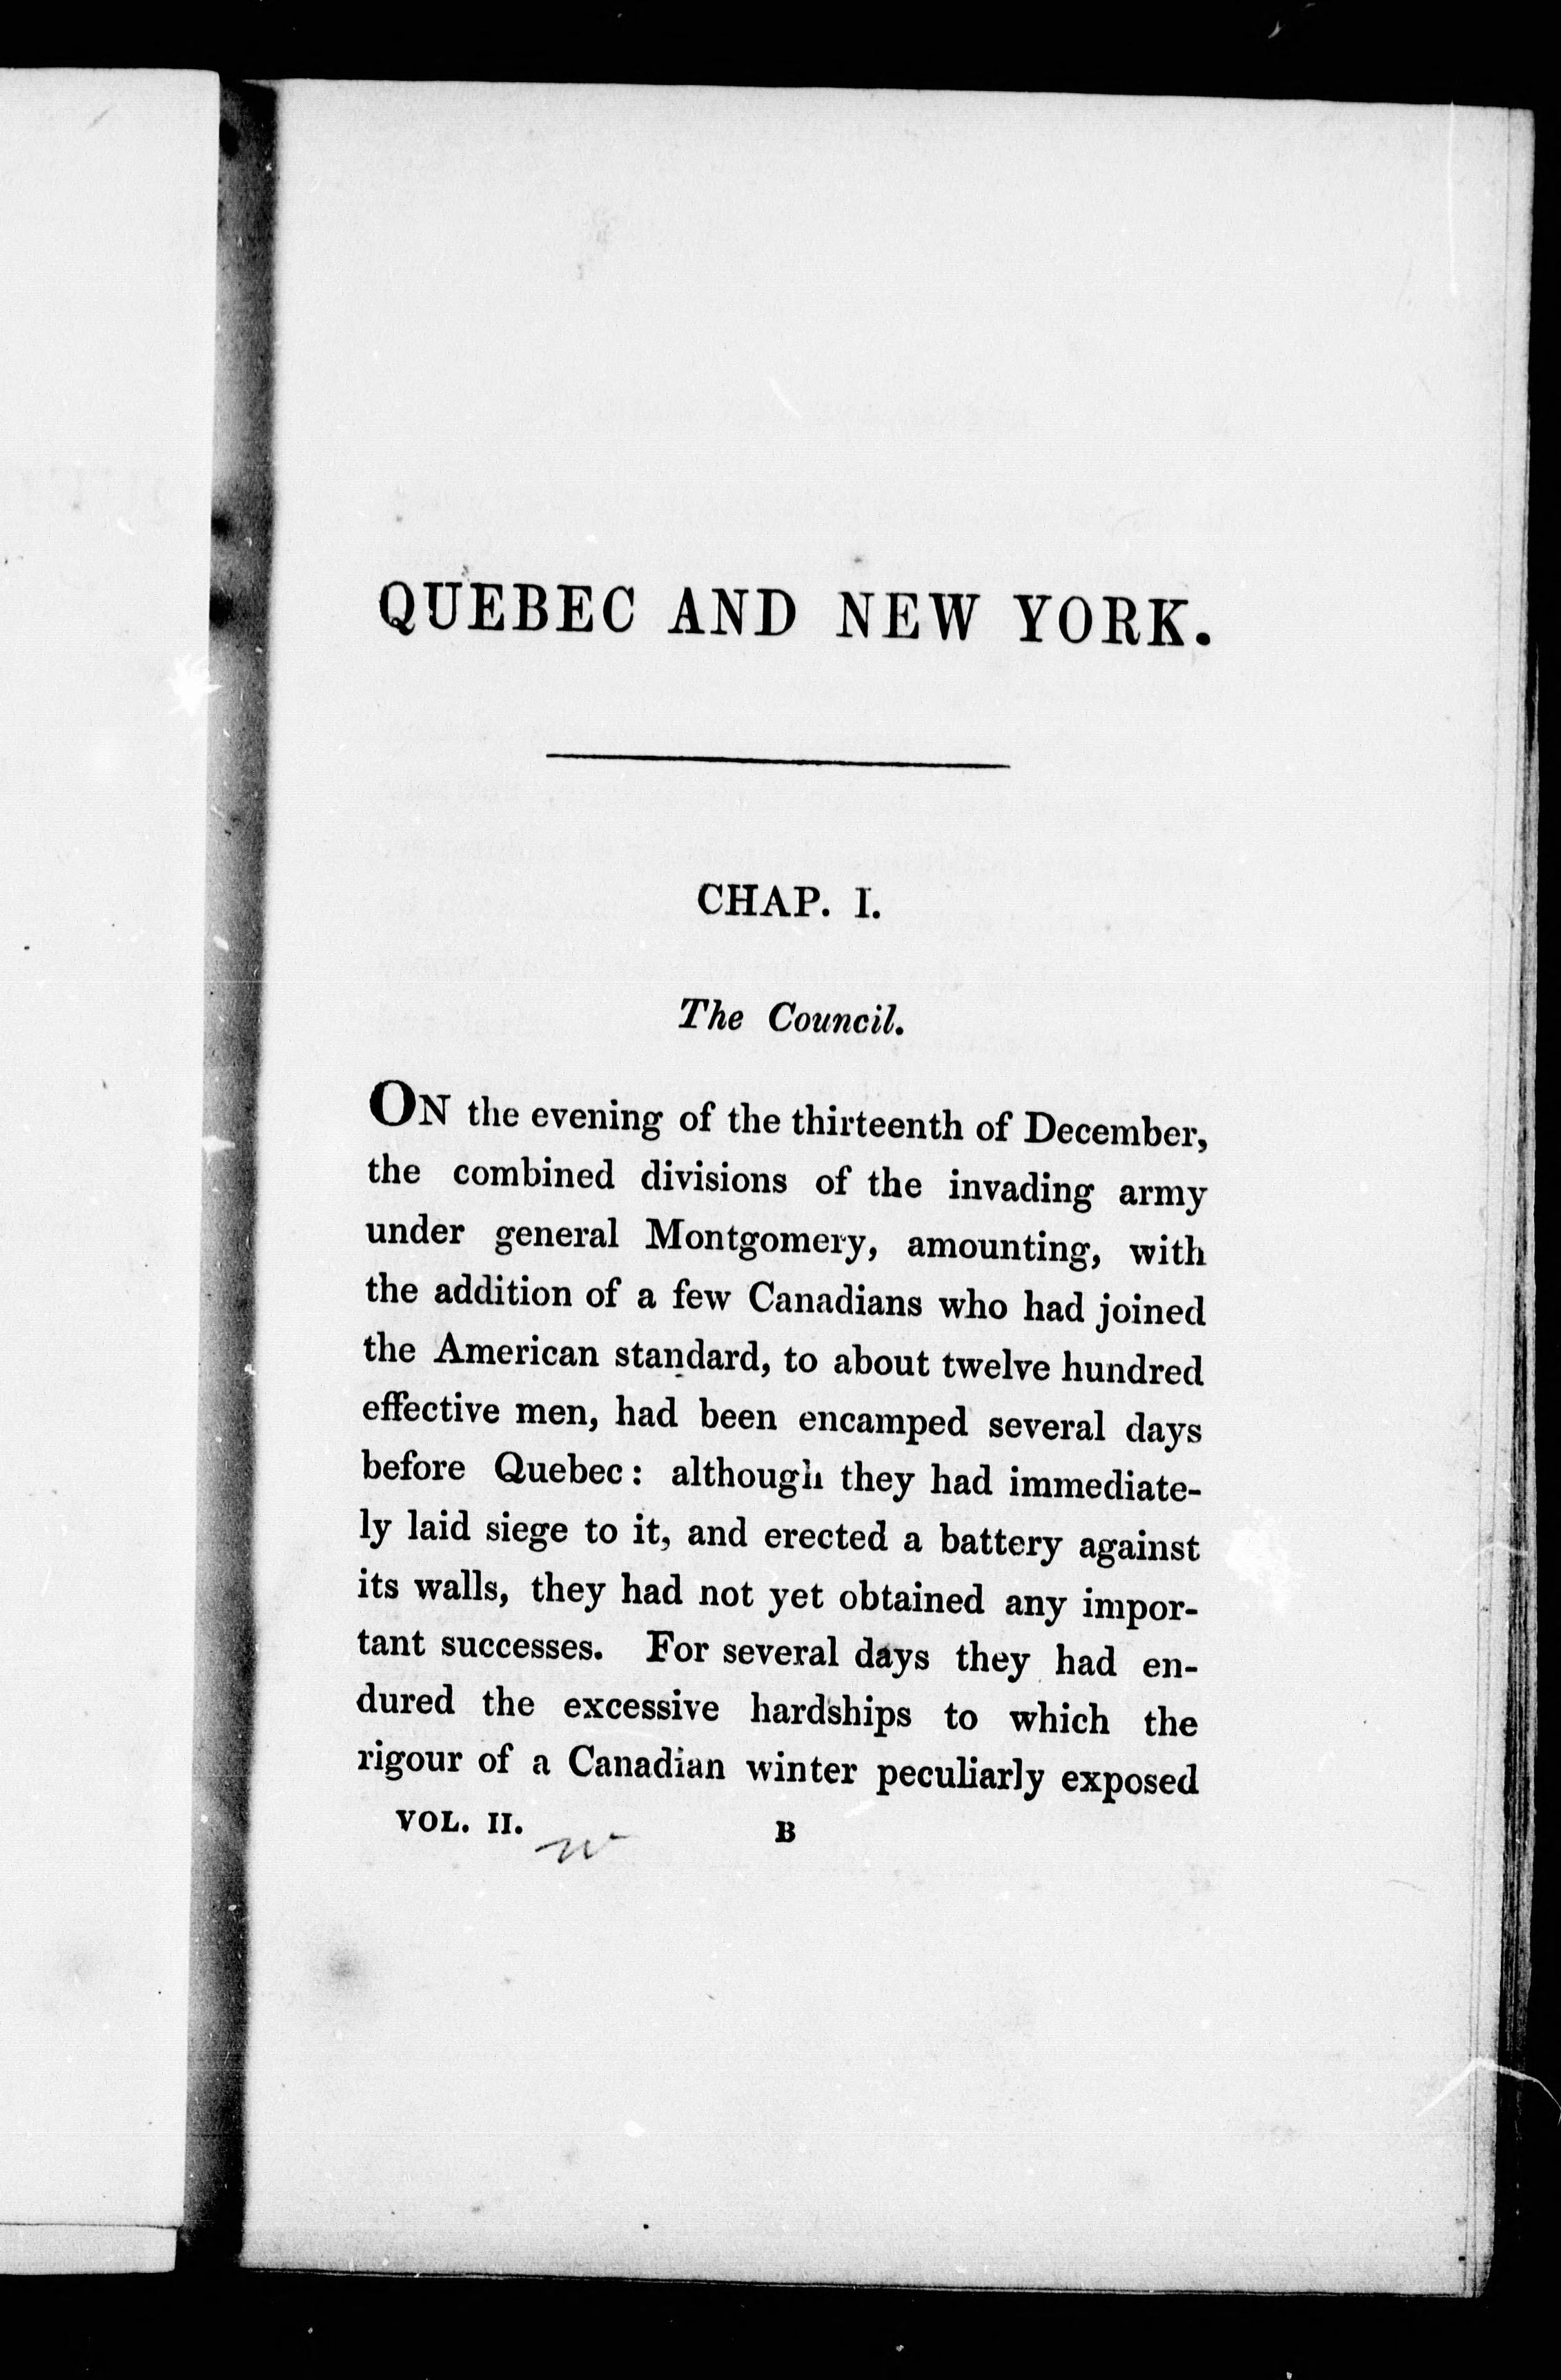 QUEBEC AND NEW YORK.
CHAP. I.
The Council.
ON the evening of the thirteenth of December,
the combined divisions of the invading army
under general Montgomery, amounting, with
the addition of a few Canadians who had joined
the American standard, to about twelve hundred
effective men, had been encamped several days
before Quebec: although they had immediate-
ly laid siege to it, and erected a battery against
its walls, they had not yet obtained any impor-
tant successes. For several days they had en-
dured the excessive hardships to which the
rigour of a Canadian winter peculiarly exposed
VOL. II. B